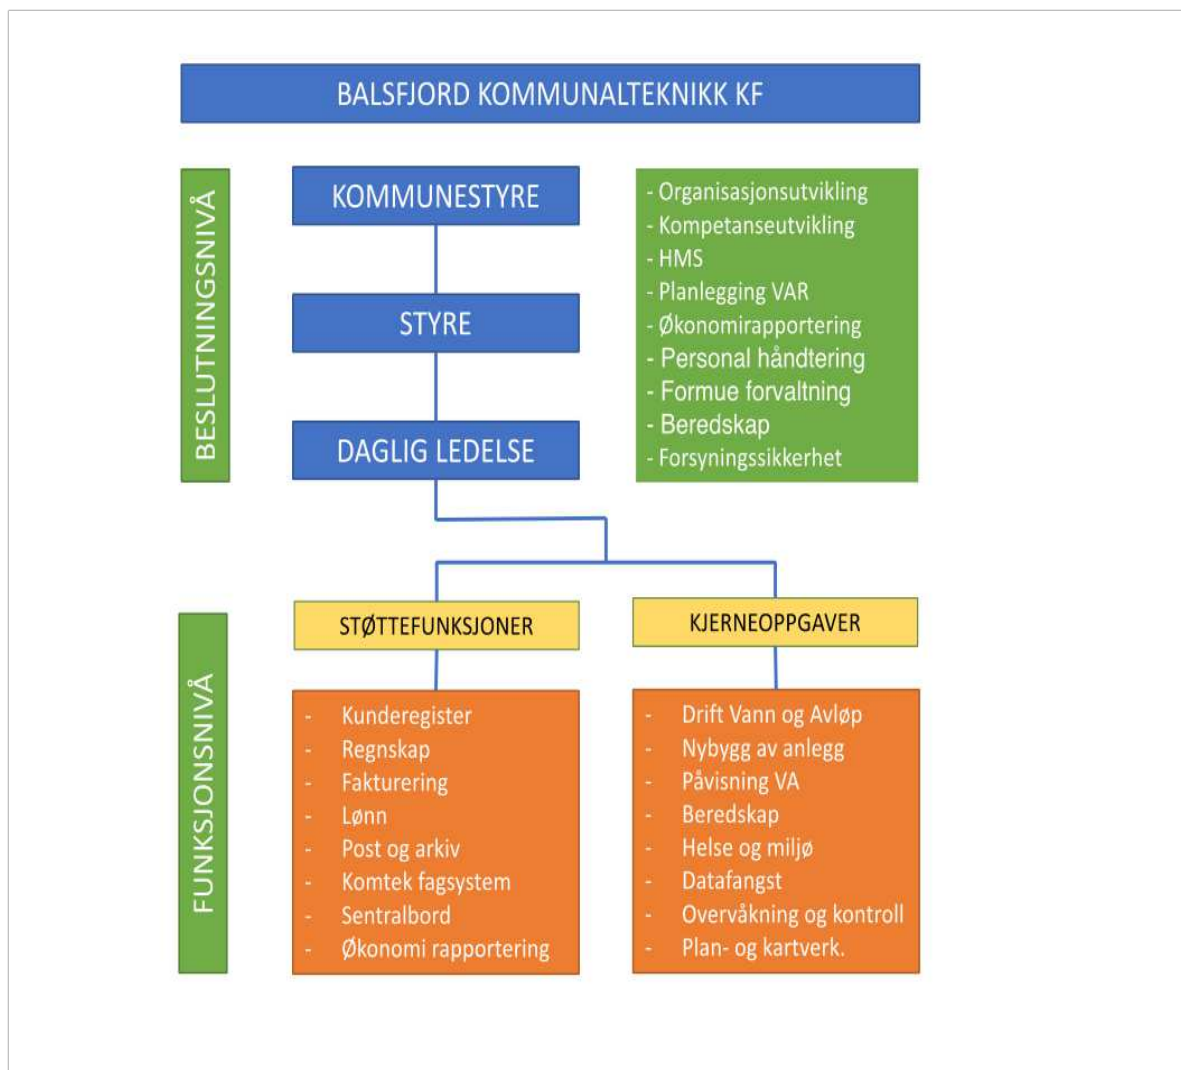 BALSFJORD KOMMUNALTEKNIKK KF
BESLUTNINGSNIVÅ
KOMMUNESTYRE
STYRE
DAGLIG LEDELSE
- Organisasjonsutvikling
- Kompetanseutvikling
- HMS
- Planlegging VAR
- Økonomirapportering
- Personal håndtering
- Formue forvaltning
- Beredskap
- Forsyningssikkerhet
FUNKSJONSNIVÅ
STØTTEFUNKSJONER
- Kunderegister
- Regnskap
- Fakturering
- Lønn
- Post og arkiv
- Komtek fagsystem
- Sentralbord
- Økonomi rapportering
KJERNEOPPGAVER
- Drift Vann og Avløp
- Nybygg av anlegg
- Påvisning VA
- Beredskap
- Helse og miljø
- Datafangst
- Overvåkning og kontroll
- Plan- og kartverk.